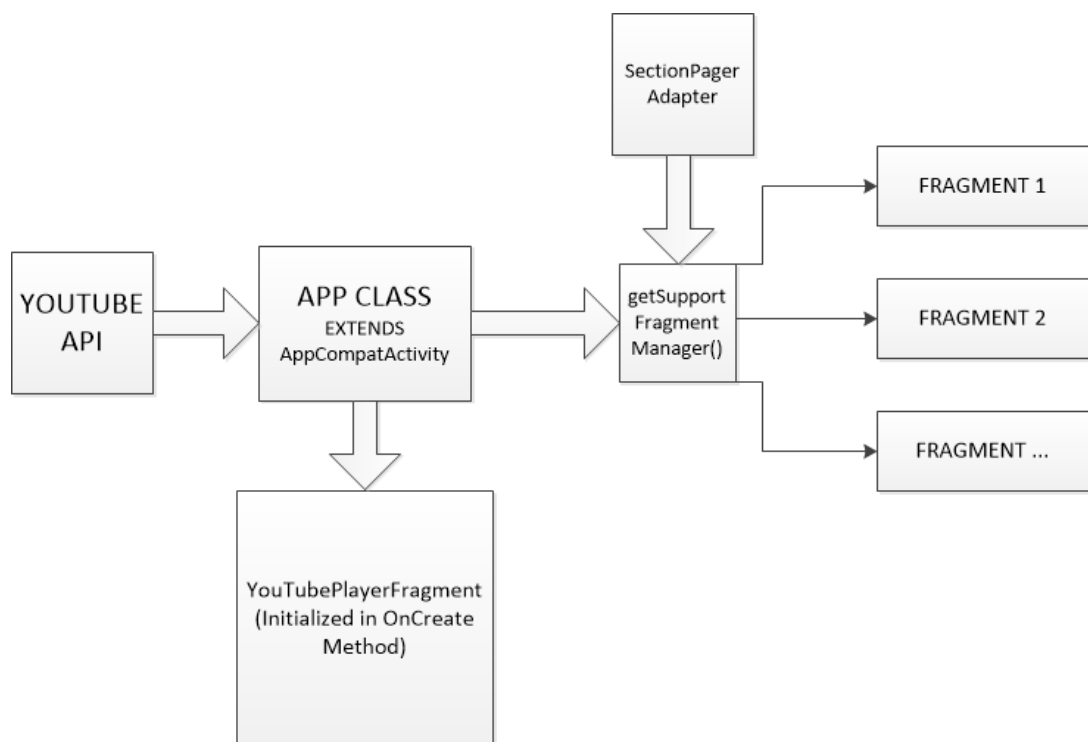 SectionPager
Adapter
FRAGMENT 1
YOUTUBE
API
APP CLASS
EXTENDS
AppCompatActivity
getSupport
Fragment
Manager()
FRAGMENT 2
FRAGMENT ...
YouTubePlayerFragment
(Initialized in OnCreate
Method)